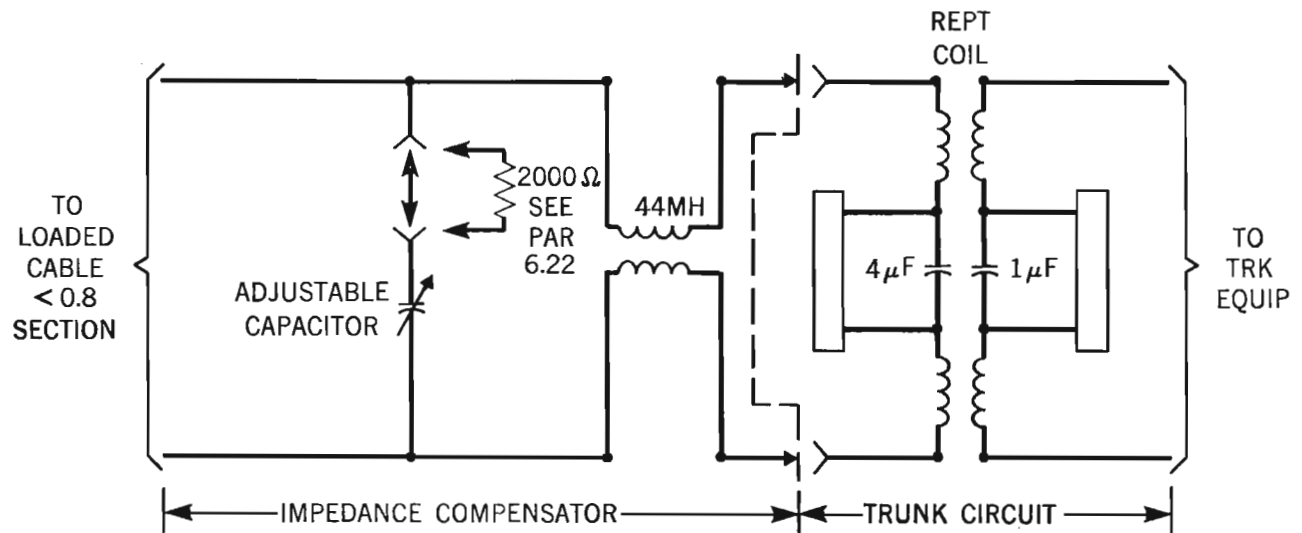 REPT
COIL
TO
LOADED
CABLE
< 0.8
SECTION
ADJUSTABLE
CAPACITOR
2000 Ω
SEE
PAR
6.22
44MH
4μF
1μF
TO
TRK
EQUIP
IMPEDANCE COMPENSATOR
TRUNK CIRCUIT